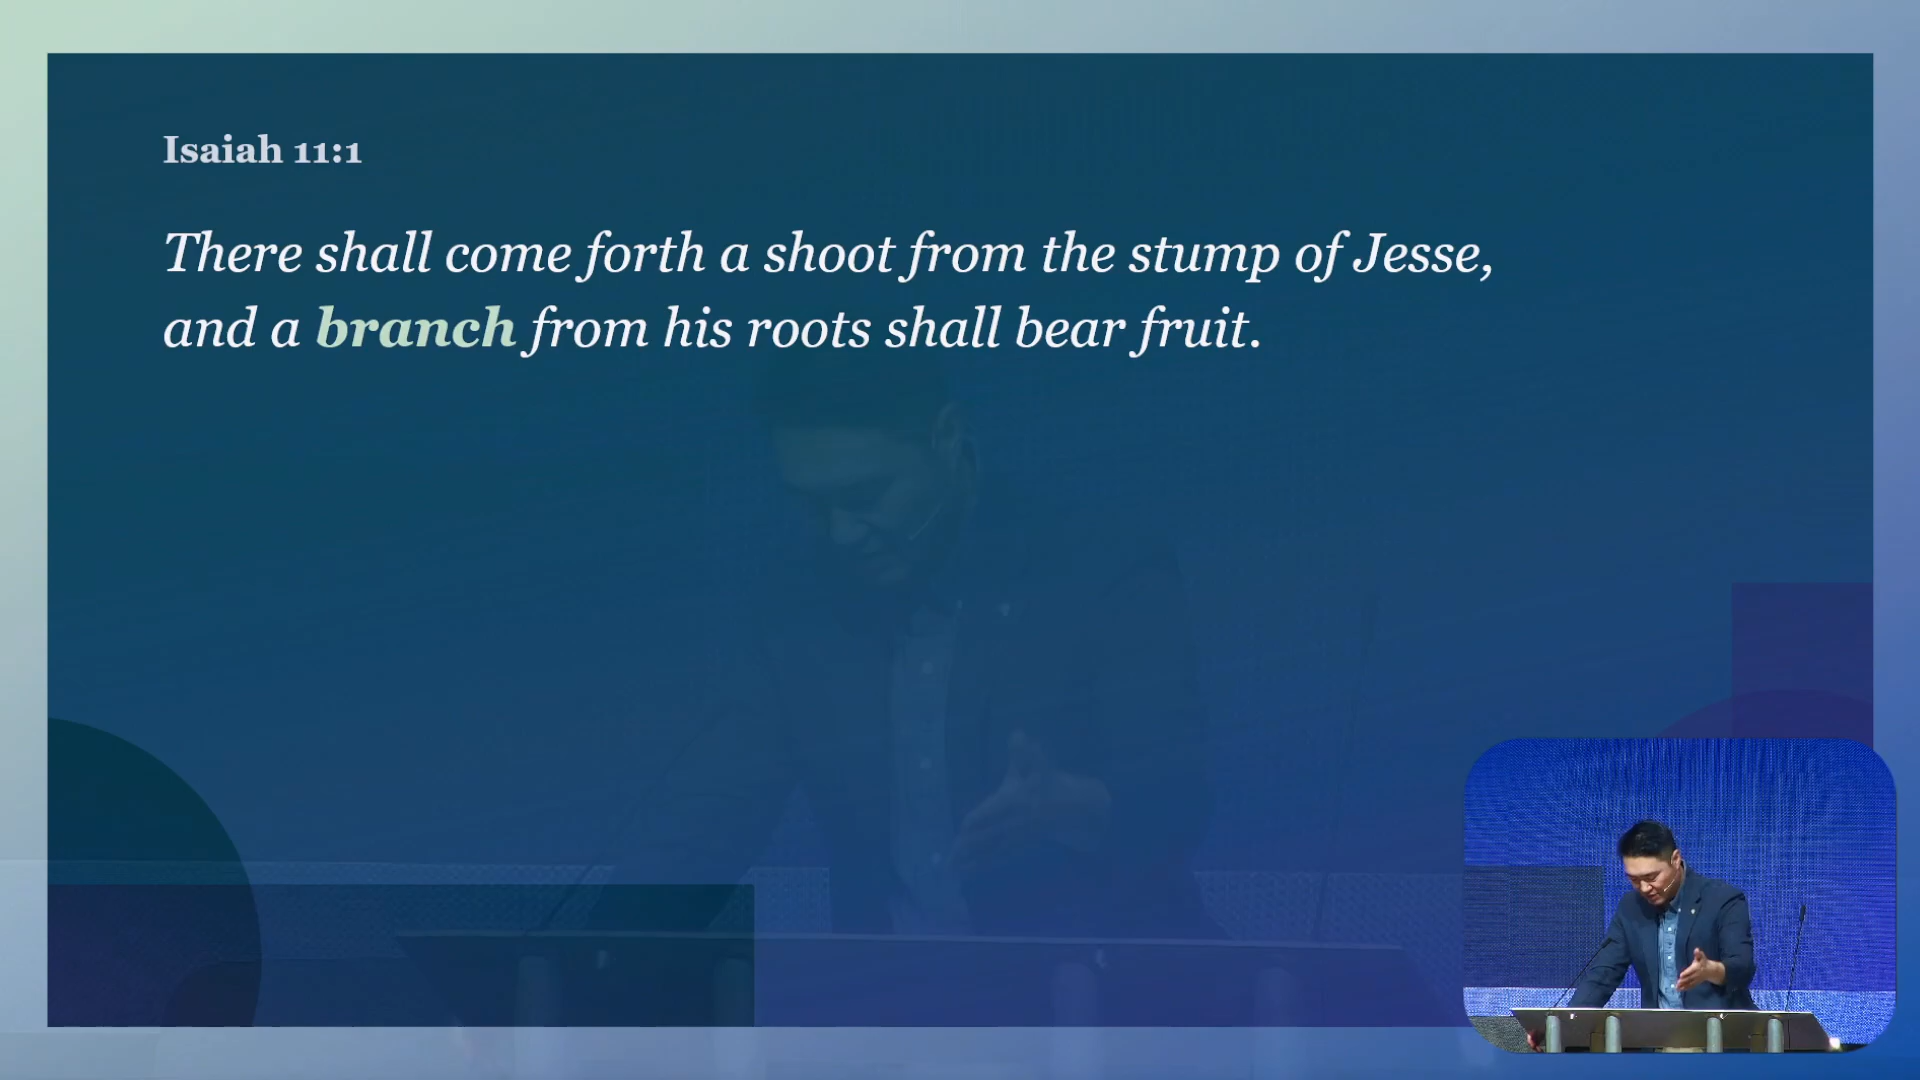 Isaiah 11:1
There shall come forth a shoot from the stump of Jesse,
and a branch from his roots shall bear fruit.